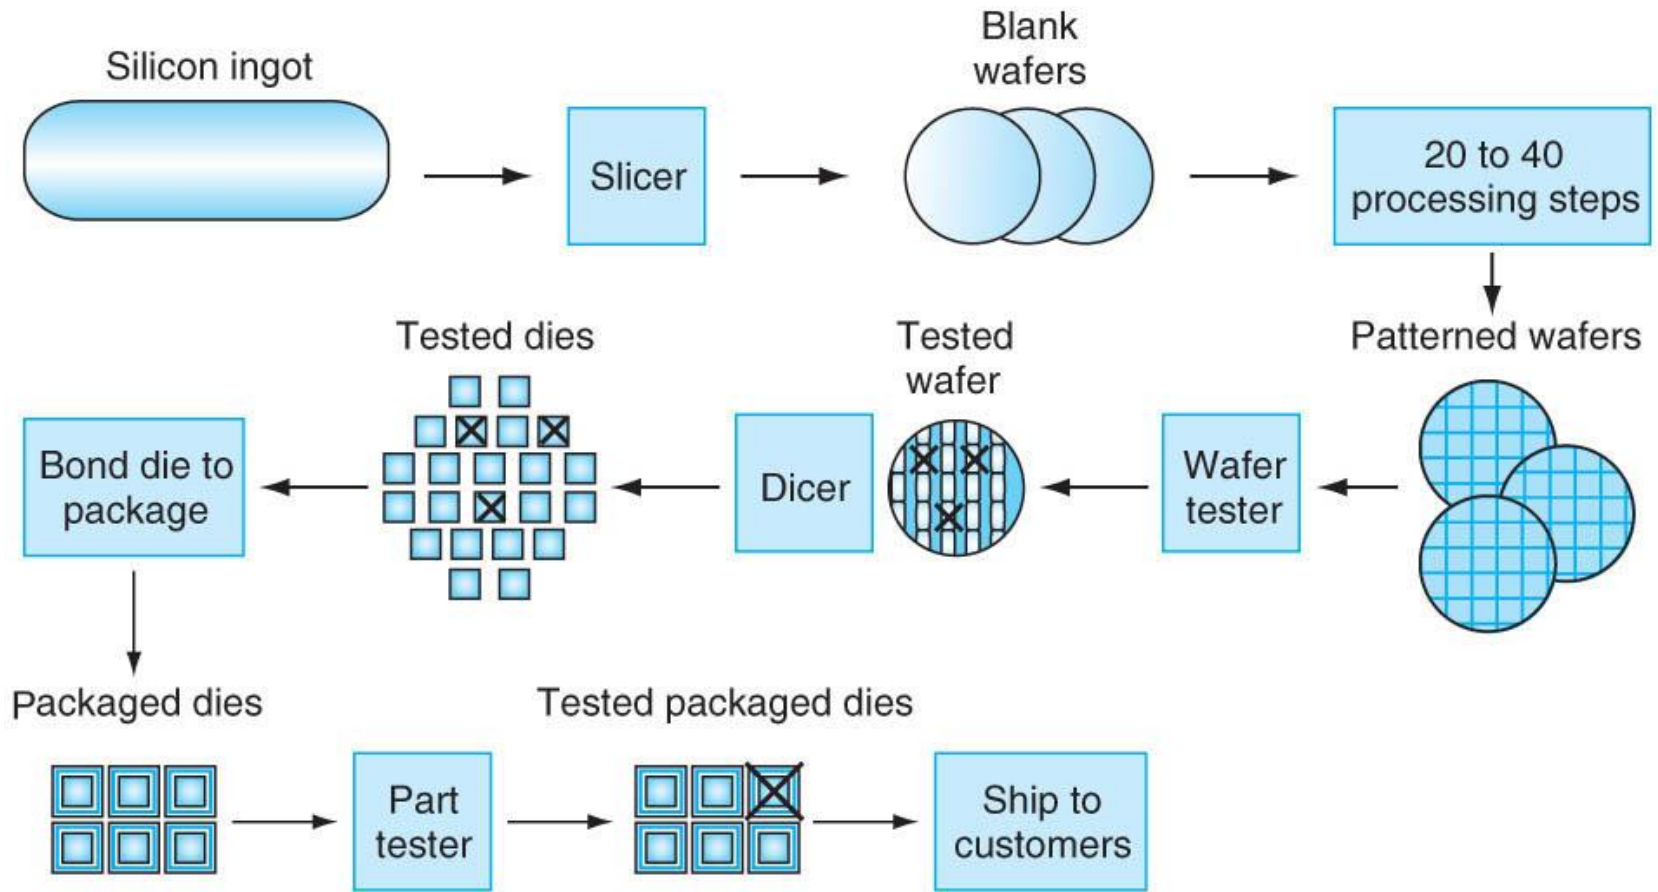 Silicon ingot
Slicer
Blank
wafers
20 to 40
processing steps
Patterned wafers
Wafer
tester
Tested
wafer
Dicer
Tested dies
Bond die to
package
Packaged dies
Part
tester
Tested packaged dies
Ship to
customers